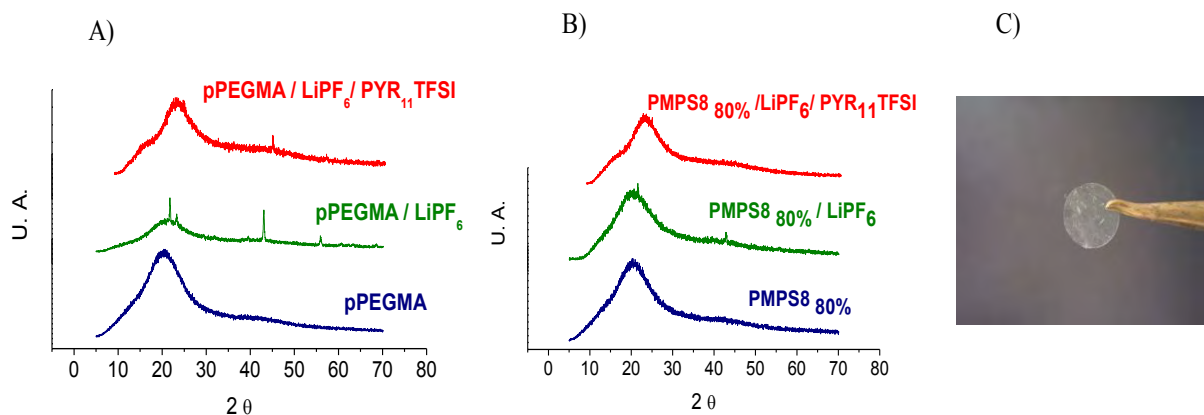 A)
pPEGMA / LiPF6/ PYR11TFSI
pPEGMA / LiPF6
pPEGMA
U. A.
0 10 20 30 40 50 60 70 80
2 θ
B)
PMPS8 80% /LiPF6/ PYR11TFSI
PMPS8 80% / LiPF6
PMPS8 80%
U. A.
0 10 20 30 40 50 60 70 80
2 θ
C)